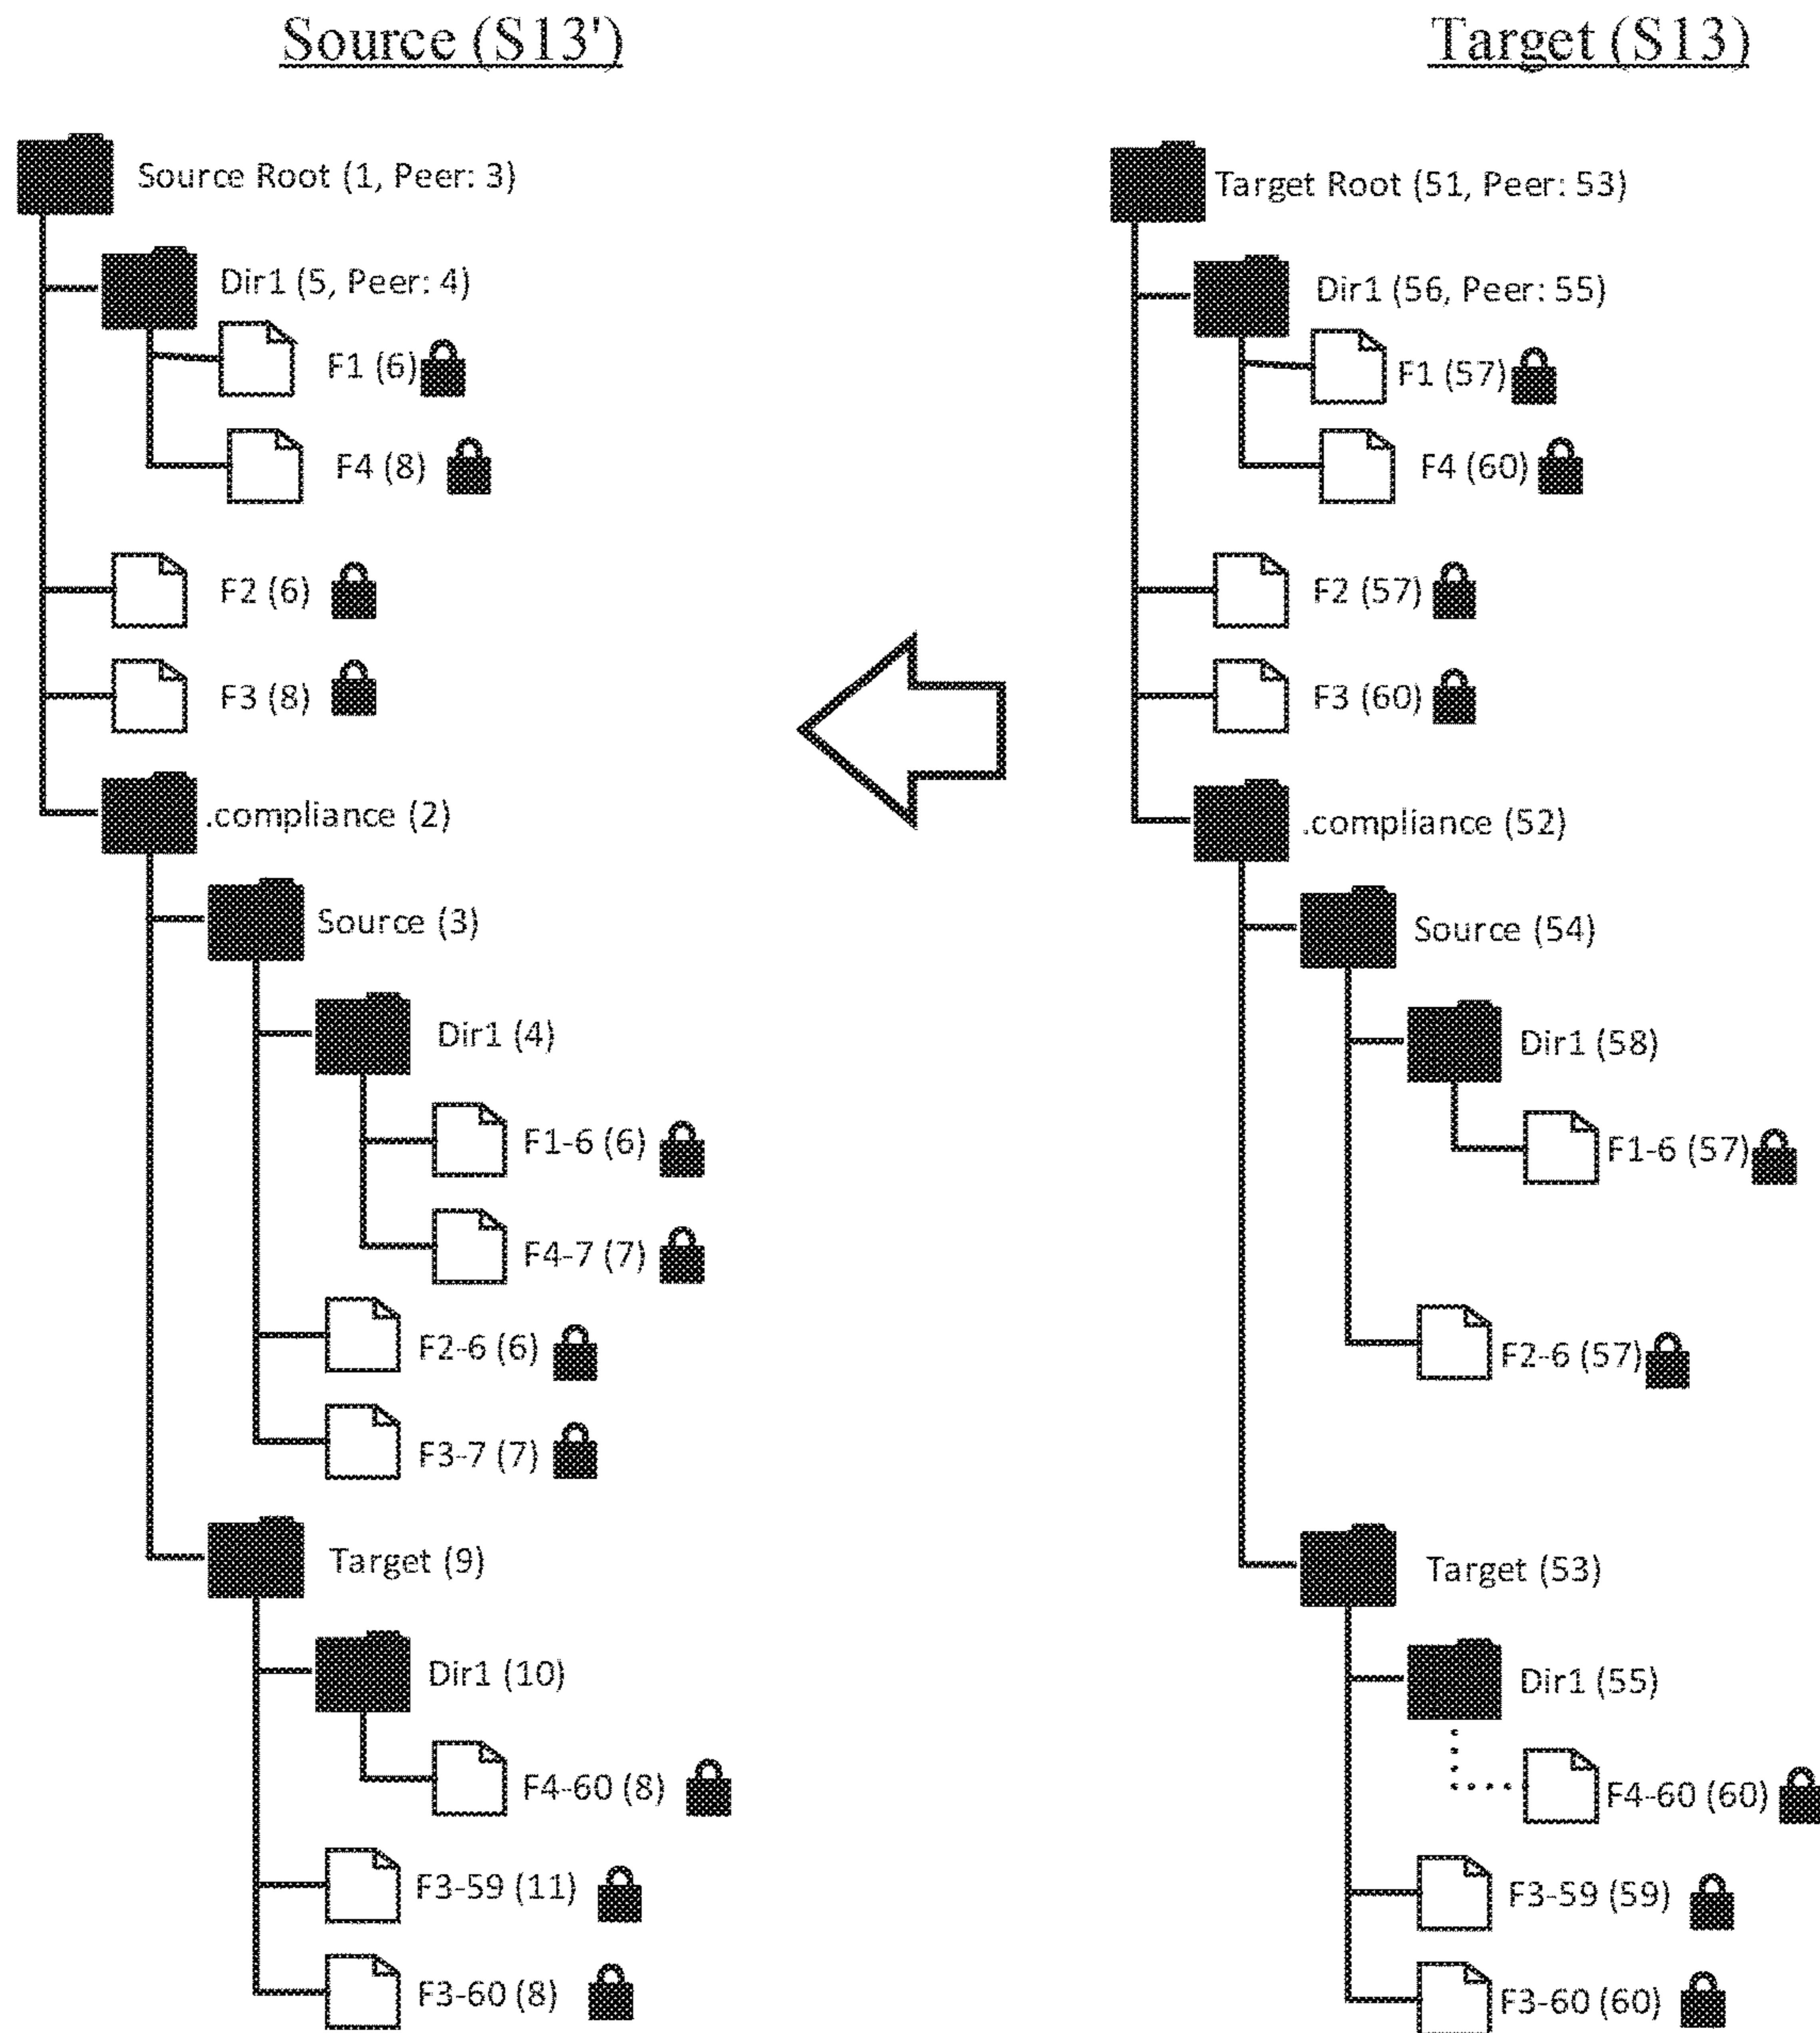 Source (S13')
Source Root (1, Peer: 3)
Dir1 (5, Peer: 4)
F1 (6)
F4 (8)
F2 (6)
F3 (8)
.compliance (2)
Source (3)
Dir1 (4)
F1-6 (6)
F4-7 (7)
F2-6 (6)
F3-7 (7)
Target (9)
Dir1 (10)
F4-60 (8)
F3-59 (11)
F3-60 (8)
Target (S13)
Target Root (51, Peer: 53)
Dir1 (56, Peer: 55)
F1 (57)
F4 (60)
F2 (57)
F3 (60)
.compliance (52)
Source (54)
Dir1 (58)
F1-6 (57)
F2-6 (57)
Target (53)
Dir1 (55)
F4-60 (60)
F3-59 (59)
F3-60 (60)